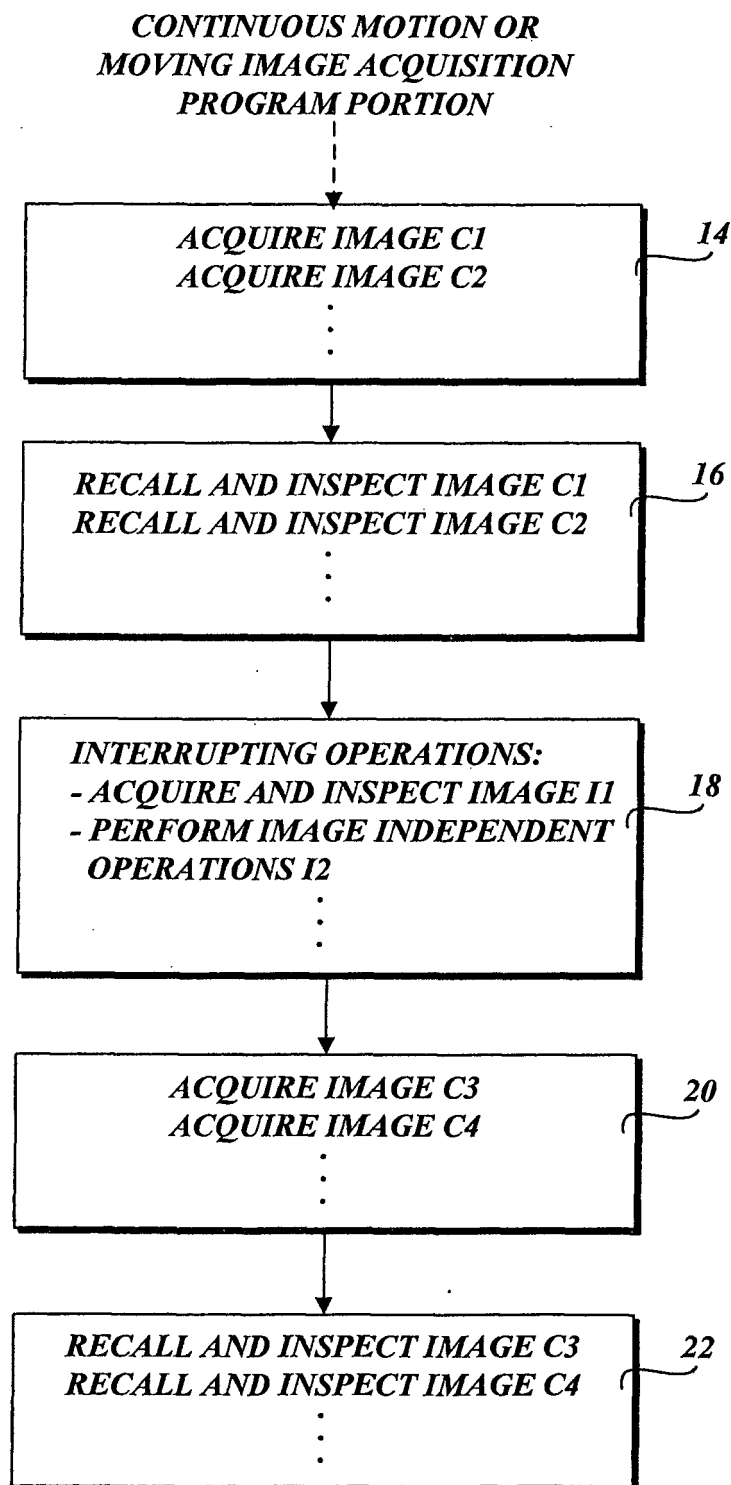 CONTINUOUS MOTION OR
MOVING IMAGE ACQUISITION
PROGRAM PORTION
ACQUIRE IMAGE C1
ACQUIRE IMAGE C2
.
.
.
14
RECALL AND INSPECT IMAGE C1
RECALL AND INSPECT IMAGE C2
.
.
.
16
INTERRUPTING OPERATIONS:
- ACQUIRE AND INSPECT IMAGE I1
- PERFORM IMAGE INDEPENDENT
OPERATIONS I2
.
.
.
18
ACQUIRE IMAGE C3
ACQUIRE IMAGE C4
.
.
.
20
RECALL AND INSPECT IMAGE C3
RECALL AND INSPECT IMAGE C4
.
.
.
22